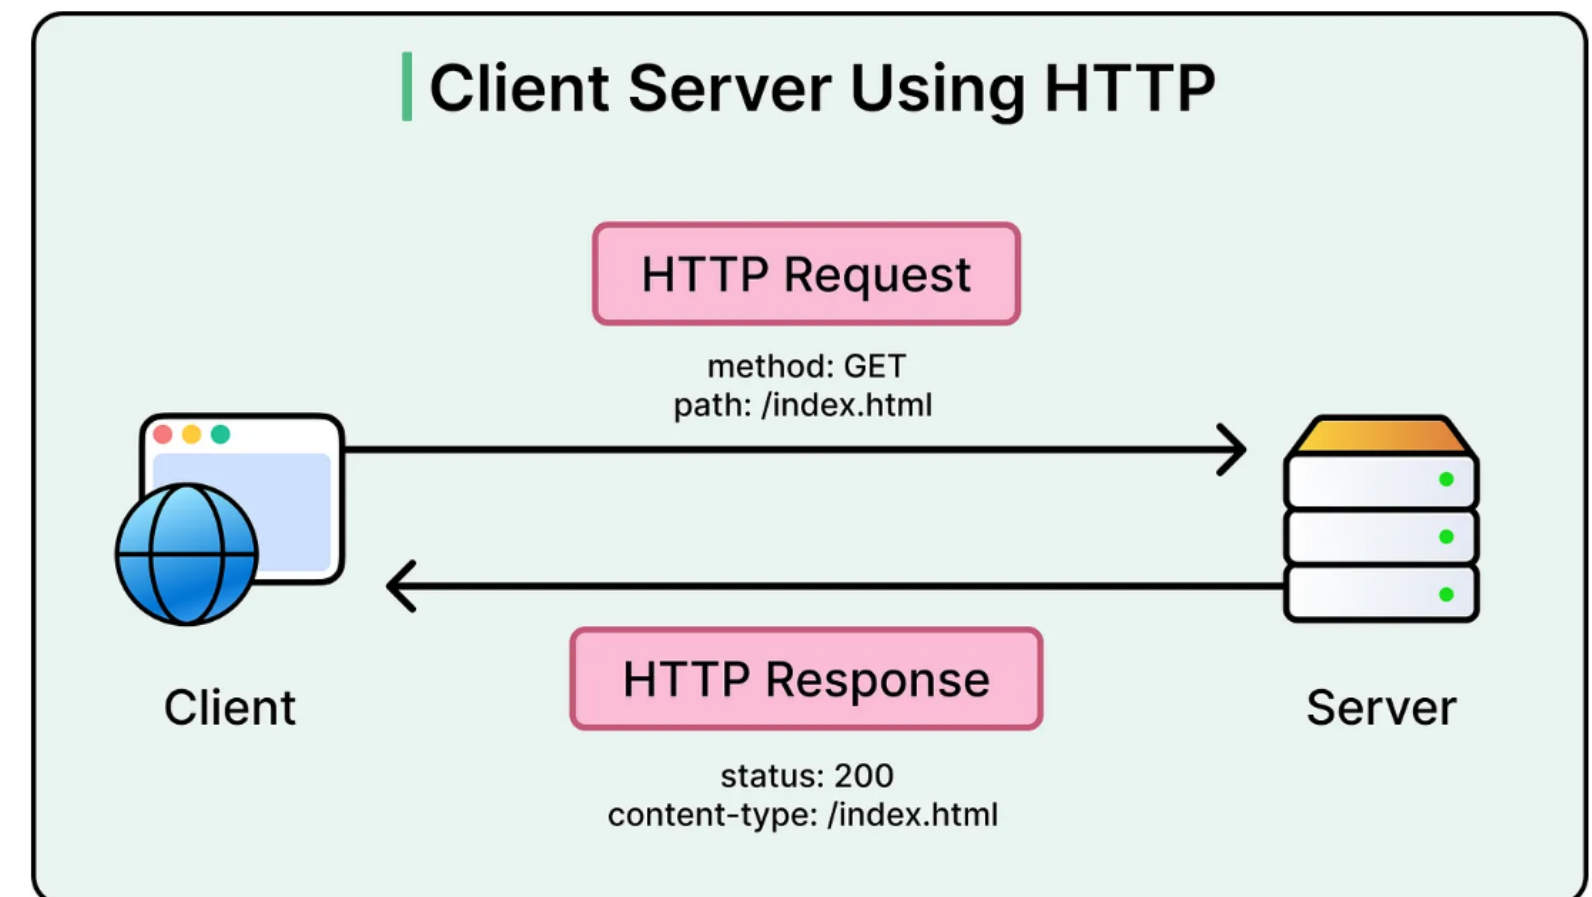 Client Server Using HTTP
HTTP Request
method: GET
path: /index.html
Client
Server
HTTP Response
status: 200
content-type: /index.html